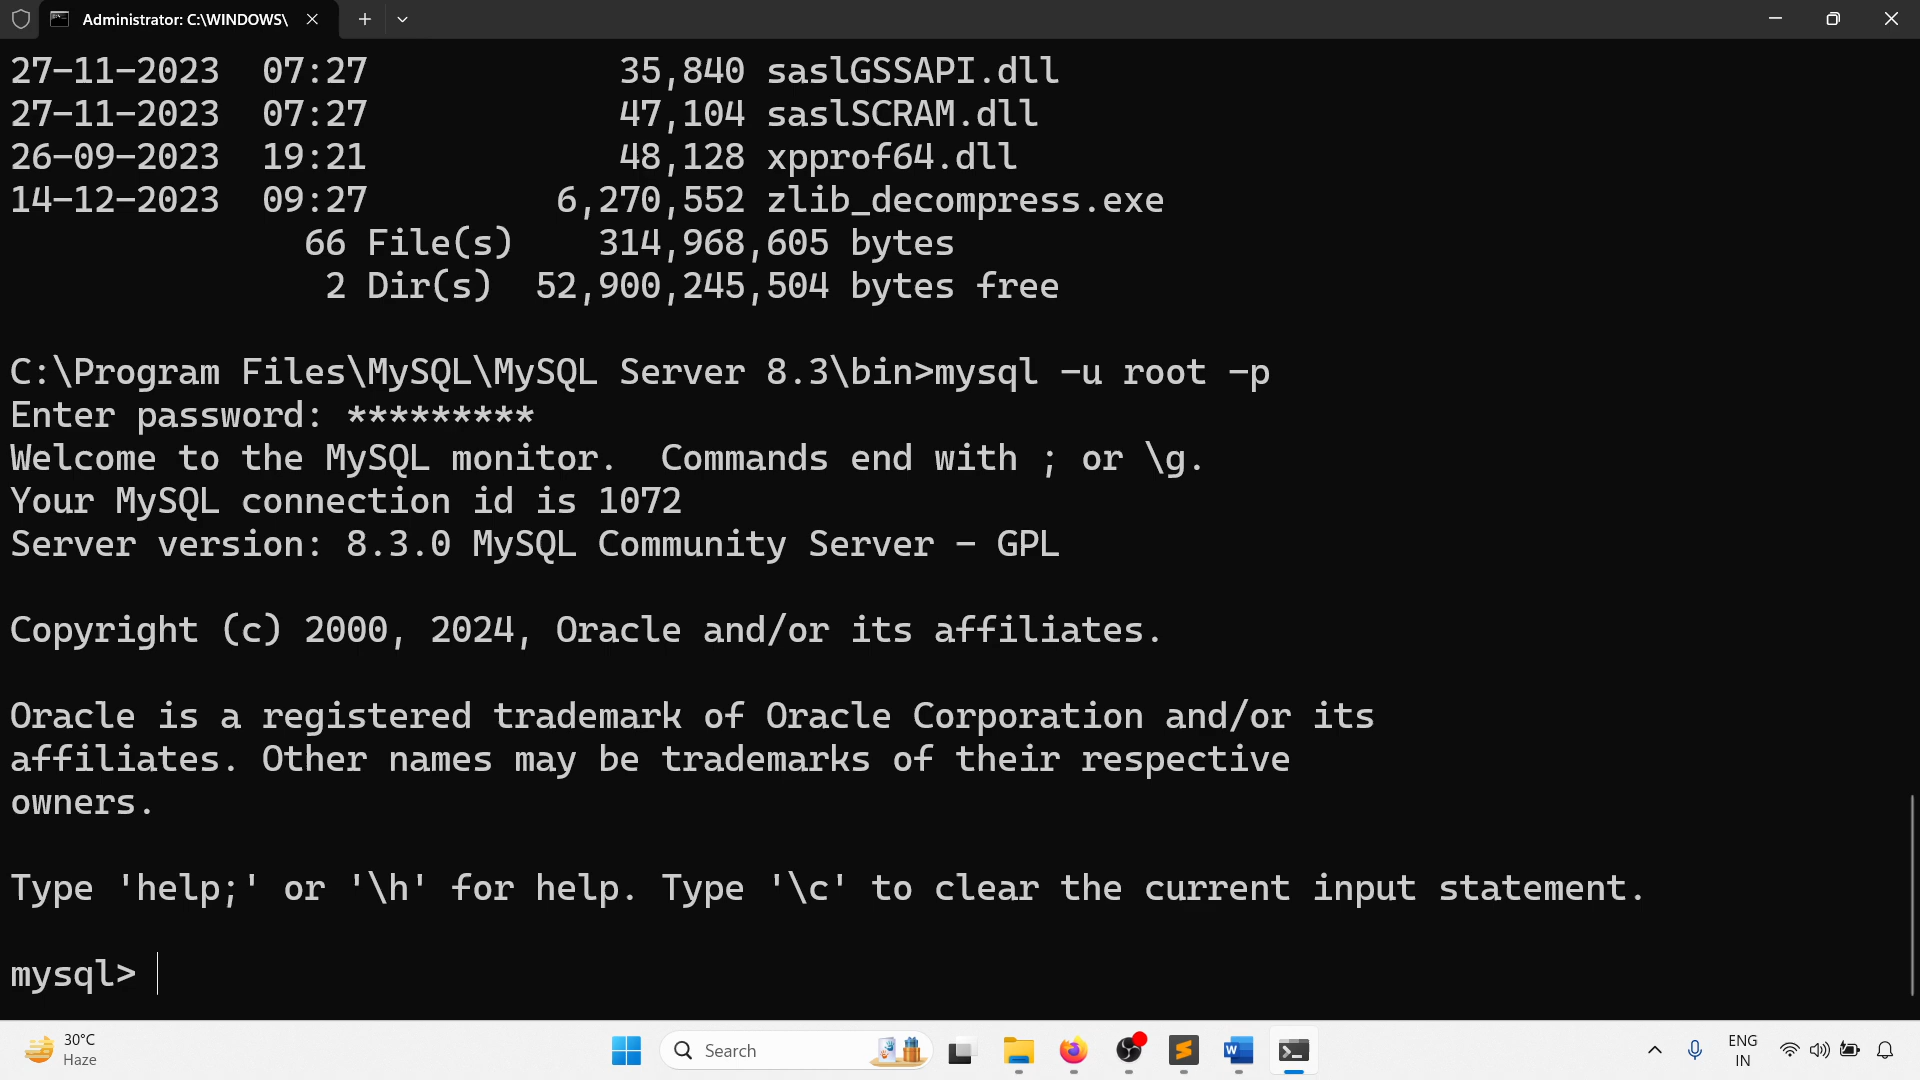 Administrator: C:\WINDOWS\
27-11-2023  07:27            35,840 saslGSSAPI.dll
27-11-2023  07:27            47,104 saslSCRAM.dll
26-09-2023  19:21            48,128 xpprof64.dll
14-12-2023  09:27         6,270,552 zlib_decompress.exe
              66 File(s)    314,968,605 bytes
               2 Dir(s)  52,900,245,504 bytes free
C:\Program Files\MySQL\MySQL Server 8.3\bin>mysql -u root -p
Enter password: *********
Welcome to the MySQL monitor.  Commands end with ; or \g.
Your MySQL connection id is 1072
Server version: 8.3.0 MySQL Community Server - GPL
Copyright (c) 2000, 2024, Oracle and/or its affiliates.
Oracle is a registered trademark of Oracle Corporation and/or its
affiliates. Other names may be trademarks of their respective
owners.
Type 'help;' or '\h' for help. Type '\c' to clear the current input statement.
mysql>
30°C
Haze
Search
ENG
IN